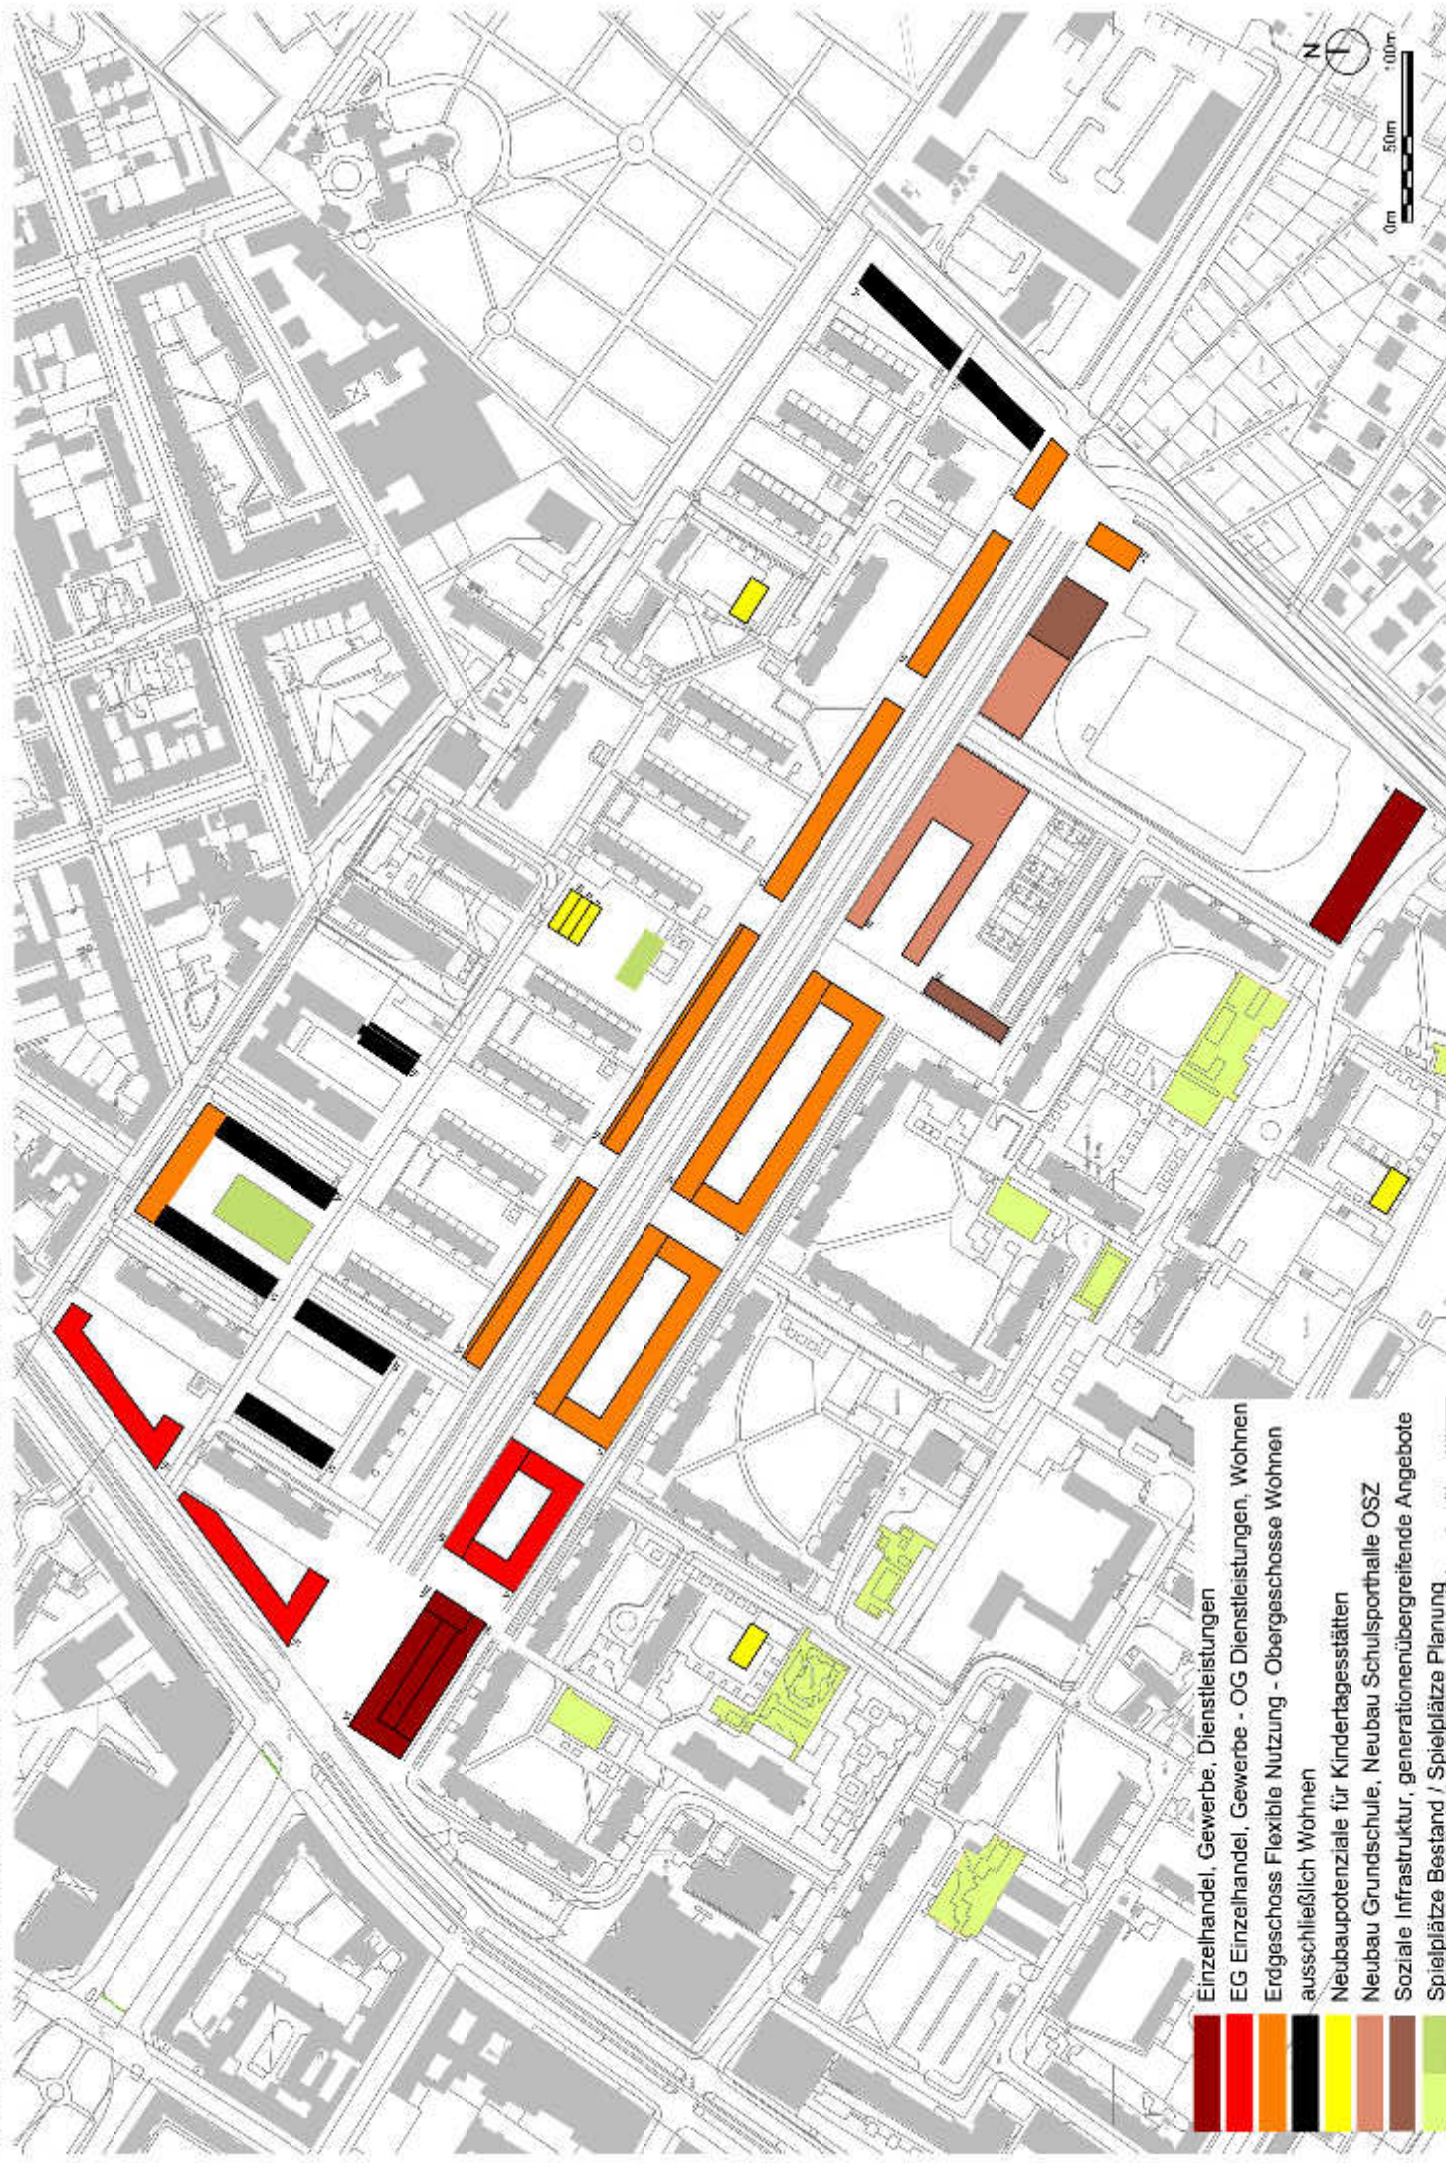 N
0m 50m 100m
Einzelhandel, Gewerbe, Dienstleistungen
EG Einzelhandel, Gewerbe - OG Dienstleistungen, Wohnen
Erdgeschoss Flexible Nutzung - Obergeschosse Wohnen
ausschließlich Wohnen
Neubaupotenziale für Kindertagesstätten
Neubau Grundschule, Neubau Schulsporthalle OSZ
Soziale Infrastruktur, generationenübergreifende Angebote
Spielplätze Bestand / Spielplätze Planung